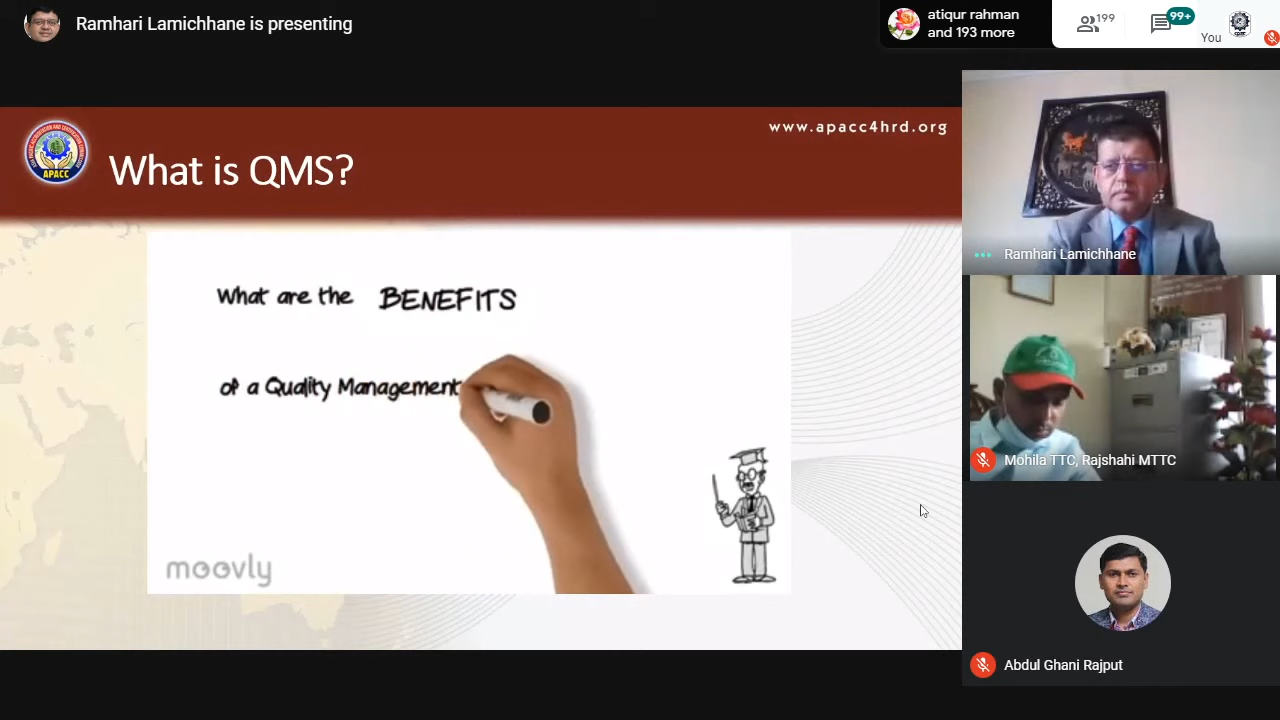 Ramhari Lamichhane is presenting
atiqur rahman
and 193 more
199
99+
You
www.apacc4hrd.org
APACC
What is QMS?
What are the BENEFITS
of a Quality Management
moovly
Ramhari Lamichhane
Mohila TTC, Rajshahi MTTC
Abdul Ghani Rajput